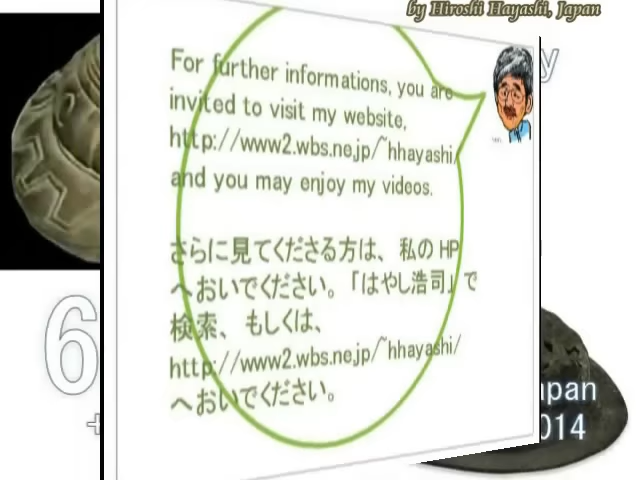 by Hiroshi Hayashi, Japan
For further informations, you are
invited to visit my website,
http://www2.wbs.ne.jp/~hhayashi/
and you may enjoy my videos.
さらに見てくださる方は、私のHP
へおいでください。「はやし浩司」で
検索、もしくは、
http://www2.wbs.ne.jp/~hhayashi/
へおいでください。
y
6
+
apan
014